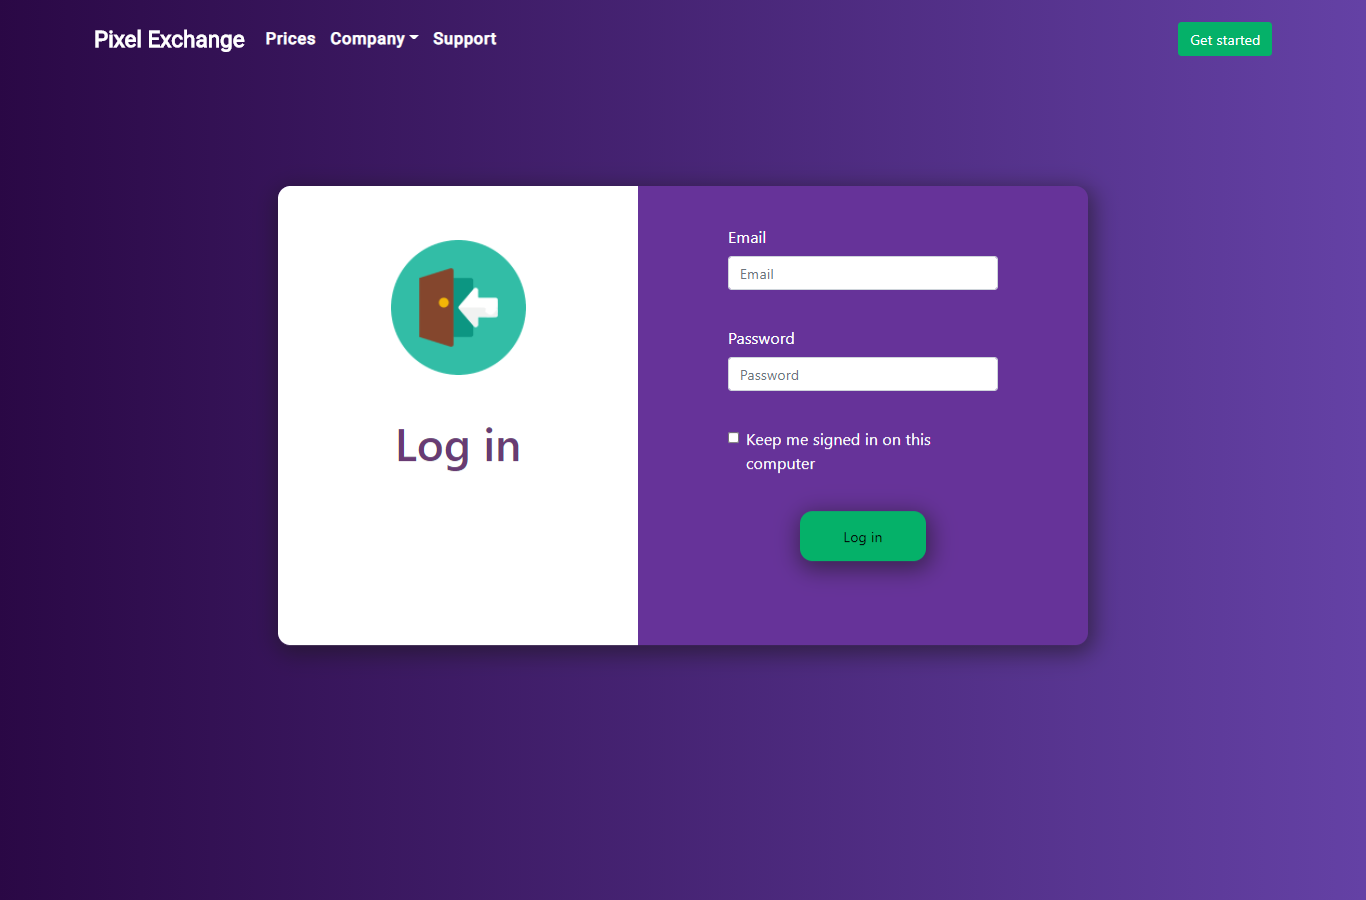 Pixel Exchange Prices Company Support Get started
Email
Email
Password
Password
Log in
Keep me signed in on this
computer
Log in